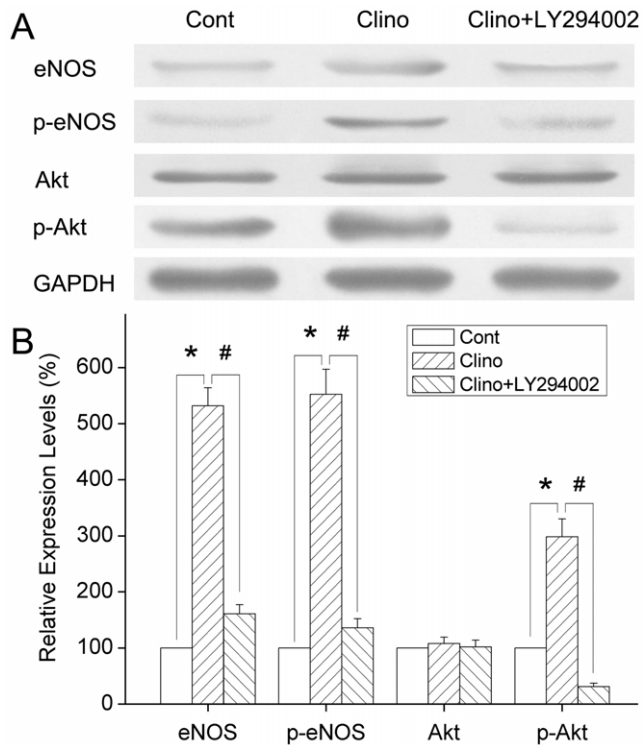 A
Cont Clino Clino+LY294002
eNOS
p-eNOS
Akt
p-Akt
GAPDH
B
* # * #
* #
Cont
Clino
Clino+LY294002
Relative Expression Levels (%)
600
500
400
300
200
100
0
eNOS p-eNOS Akt p-Akt